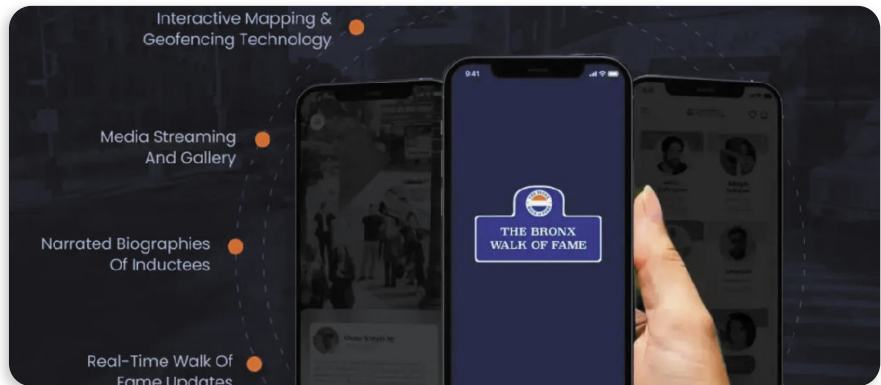 Interactive Mapping &
Geofencing Technology
Media Streaming
And Gallery
Narrated Biographies
Of Inductees
Real-Time Walk Of
Fame Updates
9:41
THE BRONX
WALK OF FAME